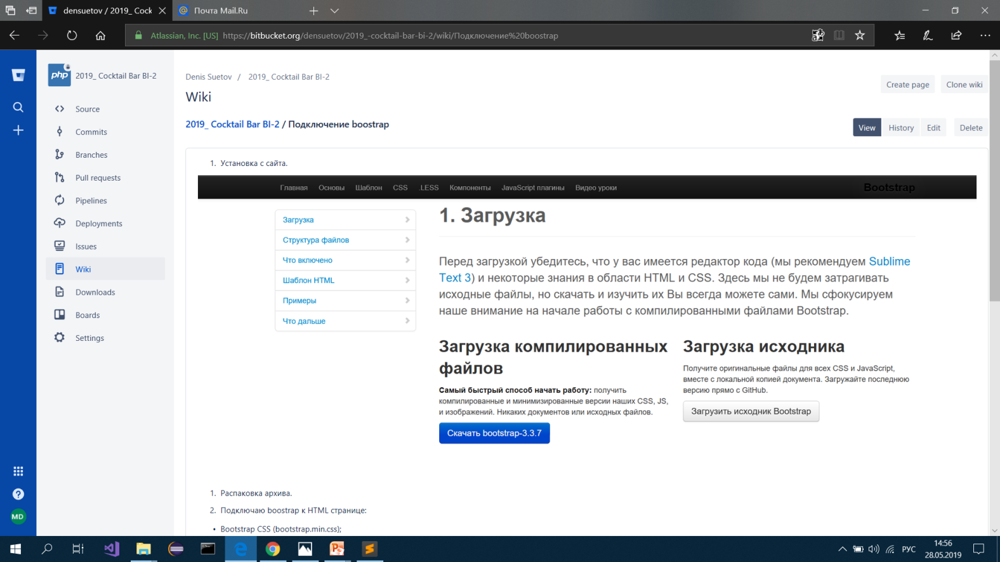 densuetov / 2019_ Cock
Почта Mail.Ru
Atlassian, Inc. [US] https://bitbucket.org/densuetov/2019_-cocktail-bar-bi-2/wiki/Подключение%20boostrap
php
2019_ Cocktail Bar BI-2
Source
Commits
Branches
Pull requests
Pipelines
Deployments
Issues
Wiki
Downloads
Boards
Settings
MD
Denis Suetov / 2019_ Cocktail Bar BI-2
Create page
Clone wiki
Wiki
2019_ Cocktail Bar BI-2 / Подключение boostrap
View
History
Edit
Delete
1. Установка с сайта.
Главная Основы Шаблон CSS .LESS Компоненты JavaScript плагины Видео уроки Bootstrap
Загрузка
Структура файлов
Что включено
Шаблон HTML
Примеры
Что дальше
1. Загрузка
Перед загрузкой убедитесь, что у вас имеется редактор кода (мы рекомендуем Sublime
Text 3) и некоторые знания в области HTML и CSS. Здесь мы не будем затрагивать
исходные файлы, но скачать и изучить их Вы всегда можете сами. Мы сфокусируем
наше внимание на начале работы с компилированными файлами Bootstrap.
Загрузка компилированных
файлов
Самый быстрый способ начать работу: получить
компилированные и минимизированные версии наших CSS, JS,
и изображений. Никаких документов или исходных файлов.
Скачать bootstrap-3.3.7
Загрузка исходника
Получите оригинальные файлы для всех CSS и JavaScript,
вместе с локальной копией документа. Загружайте последнюю
версию прямо с GitHub.
Загрузить исходник Bootstrap
1. Распаковка архива.
2. Подключаю boostrap к HTML странице:
• Bootstrap CSS (bootstrap.min.css);
РУС
14:56
28.05.2019